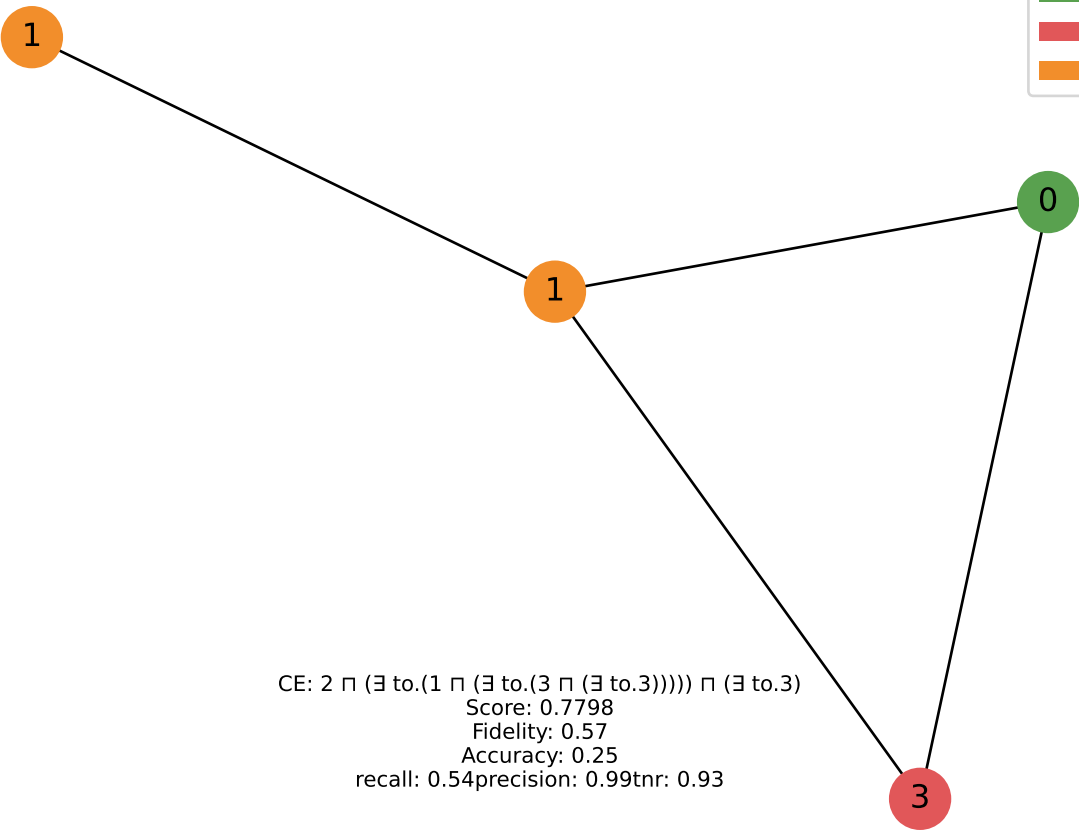 1
0
1
3
CE: 2 ⊓ (∃ to.(1 ⊓ (∃ to.(3 ⊓ (∃ to.3))))) ⊓ (∃ to.3)
Score: 0.7798
Fidelity: 0.57
Accuracy: 0.25
recall: 0.54precision: 0.99tnr: 0.93